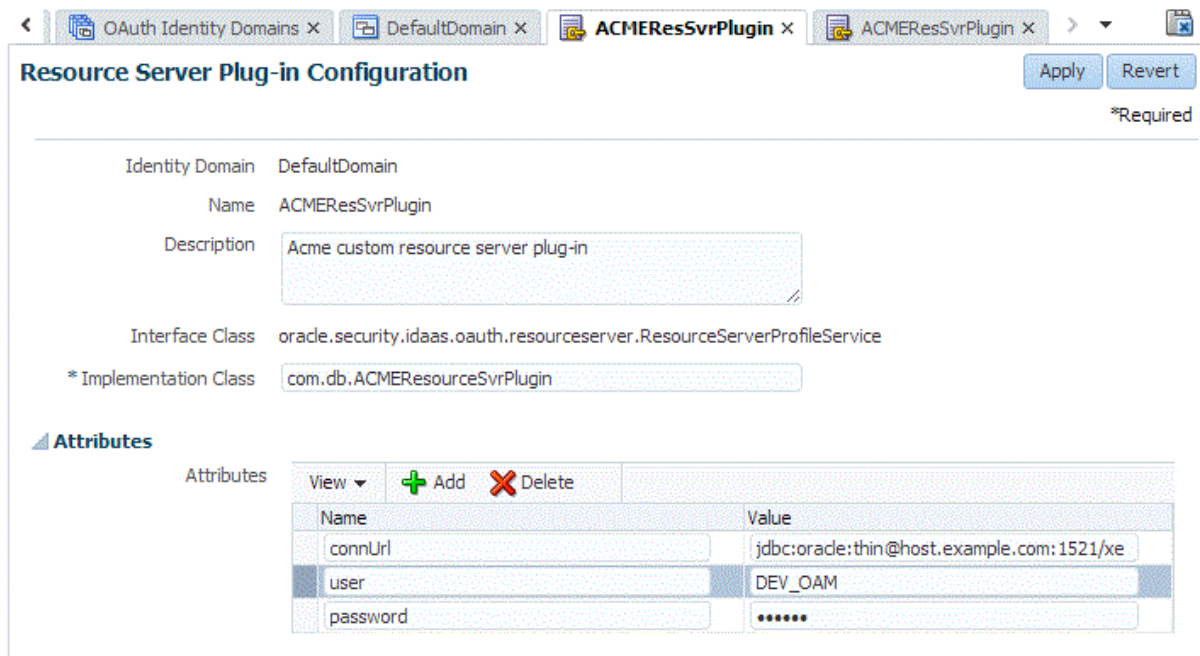 OAuth Identity Domains × DefaultDomain × ACMEResSvrPlugin × ACMEResSvrPlugin ×
Resource Server Plug-in Configuration Apply Revert
*Required
Identity Domain DefaultDomain
Name ACMEResSvrPlugin
Description Acme custom resource server plug-in
Interface Class oracle.security.idaas.oauth.resourceserver.ResourceServerProfileService
* Implementation Class com.db.ACMEResourceSvrPlugin
Attributes
Attributes View Add Delete
Name Value
connUrl jdbc:oracle:thin@host.example.com:1521/xe
user DEV_OAM
password ••••••